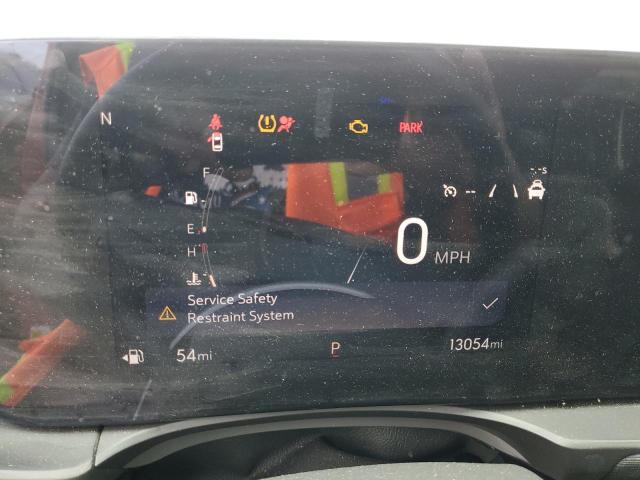 N
PARK
F
--s
--
E
0 MPH
H
Service Safety
Restraint System
54mi
P
13054mi